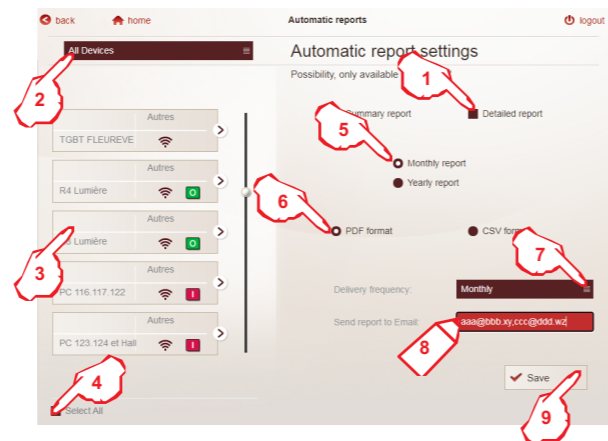 back
home
Automatic reports
logout
All Devices
Automatic report settings
Possibility, only available
1
2
Autres
TGBT FLEUREVE
Summary report
Detailed report
5
Monthly report
Yearly report
Autres
R4 Lumière
O
6
Autres
Lumière
O
3
PDF format
CSV
7
Autres
PC 116.117.122
I
Delivery frequency:
Monthly
Autres
PC 123.124 et Hall
I
Send report to Email:
aaa@bbb.xy,ccc@ddd.wz
8
4
Save
Select All
9